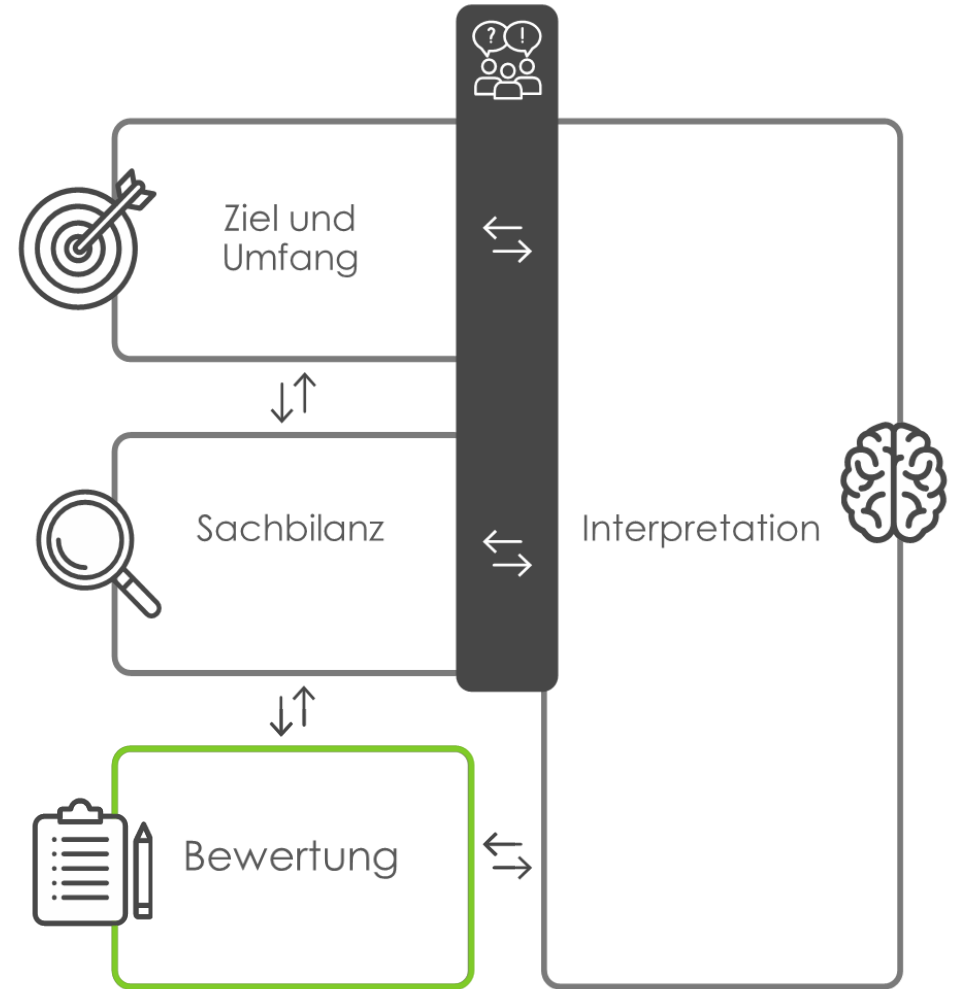 ? !
Ziel und
Umfang
Sachbilanz
Interpretation
Bewertung